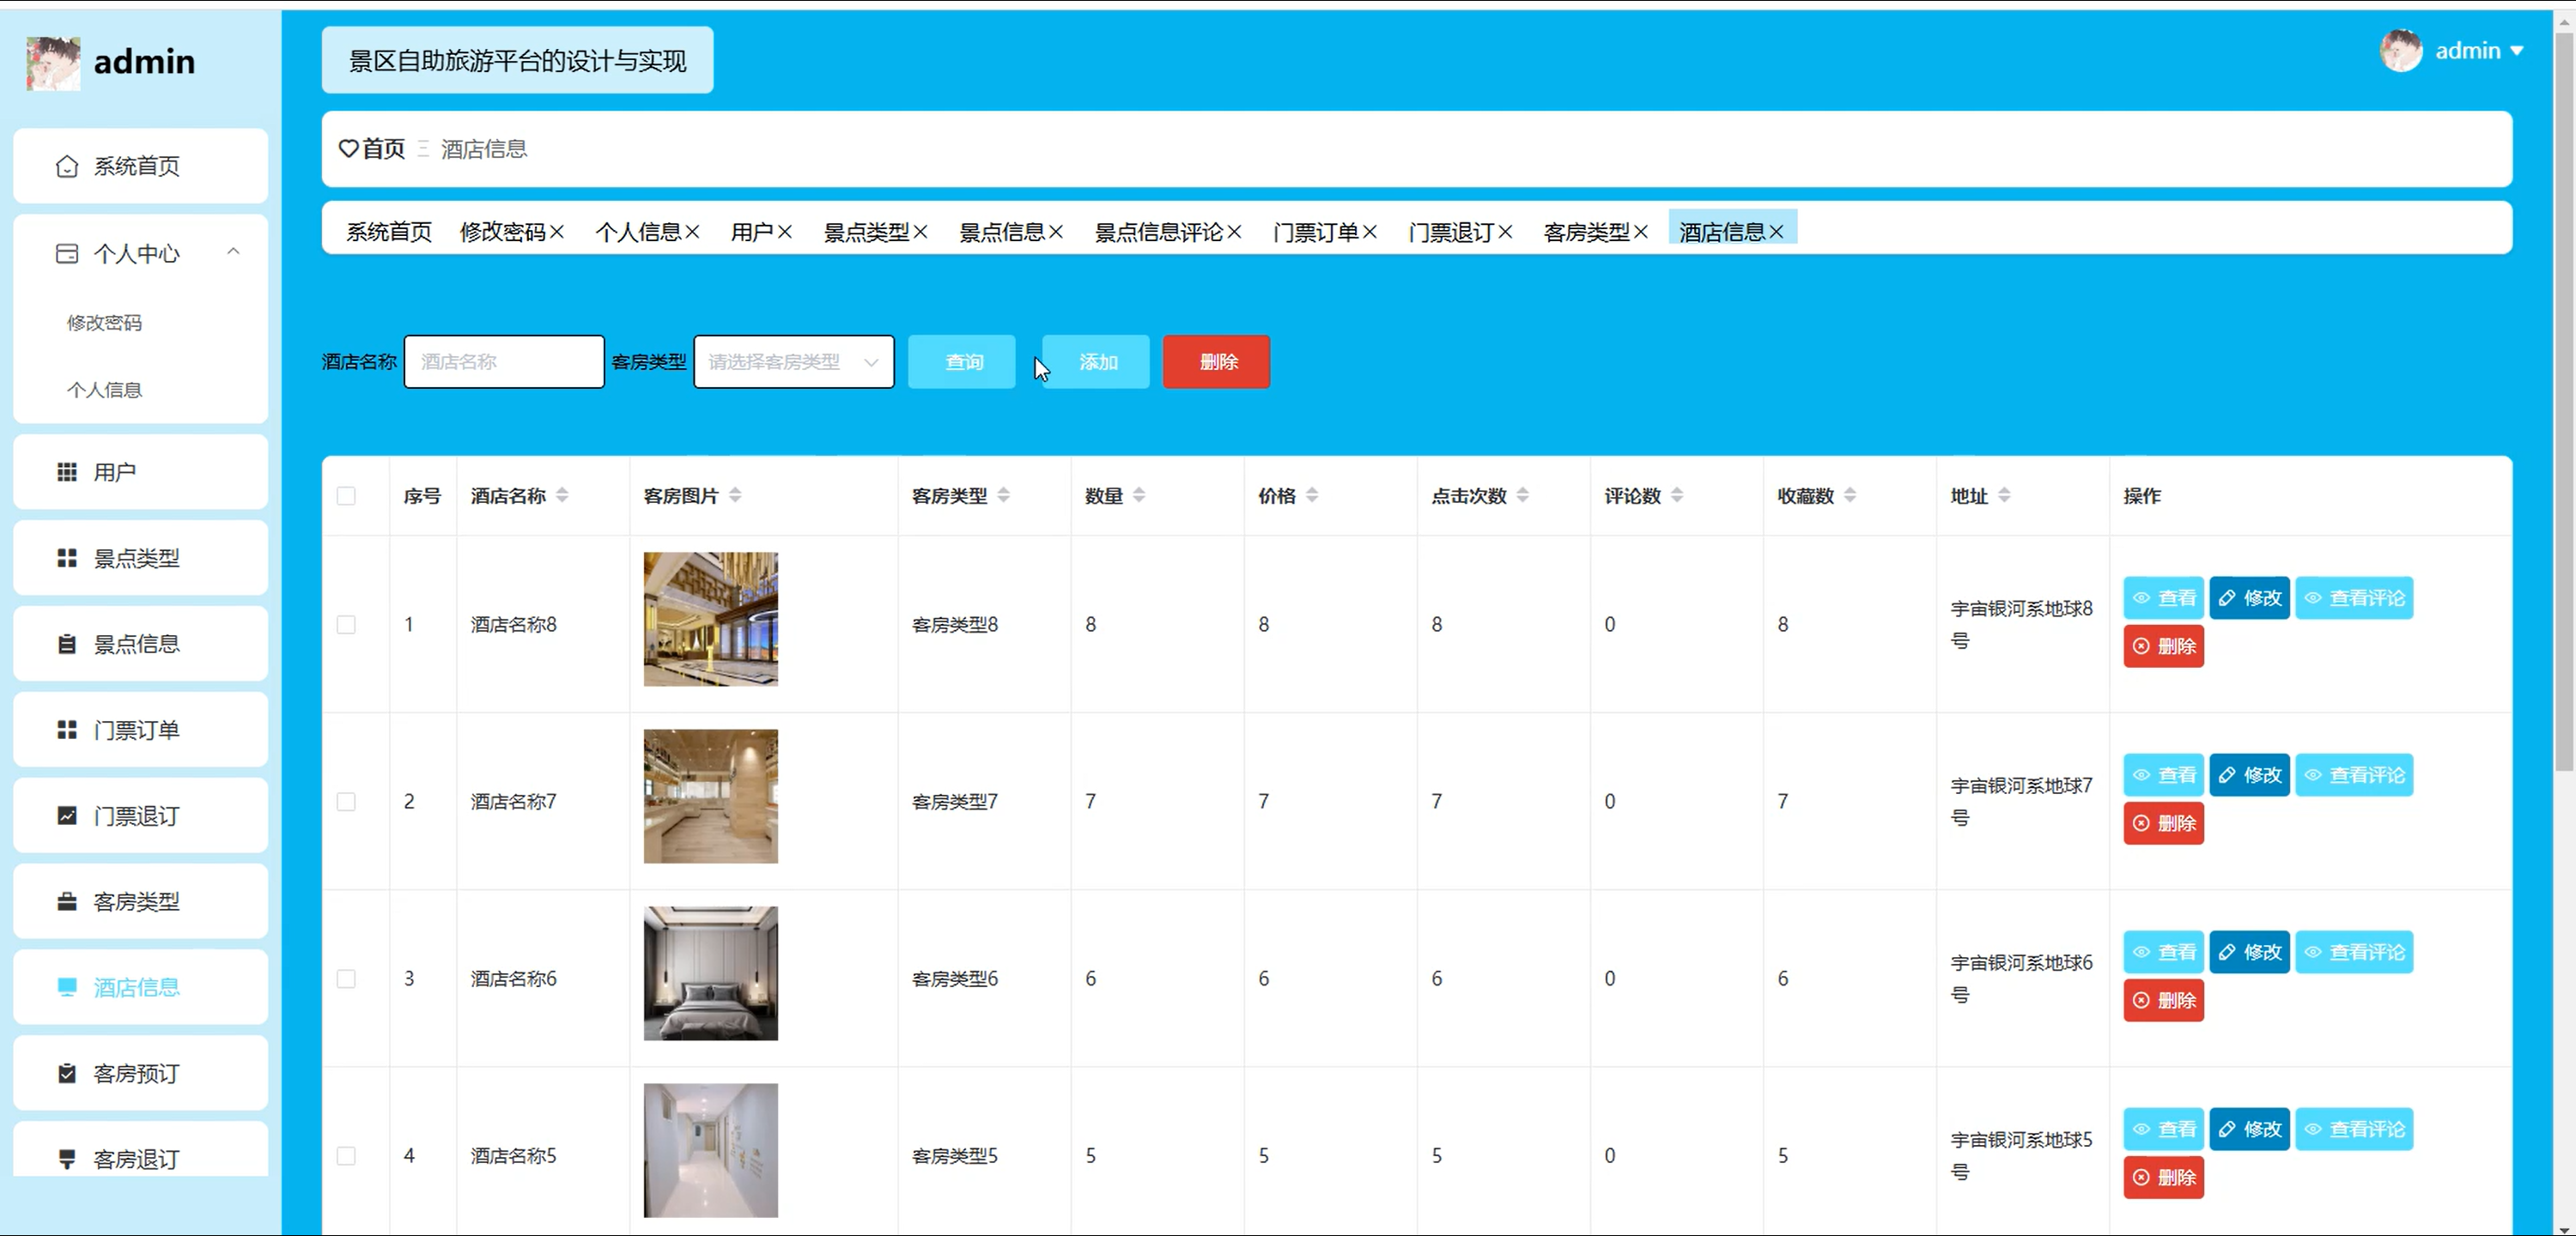 admin
景区自助旅游平台的设计与实现
admin
首页 酒店信息
系统首页 修改密码 个人信息 用户 景点类型 景点信息 景点信息评论 门票订单 门票退订 客房类型 酒店信息
系统首页
个人中心
修改密码
个人信息
用户
景点类型
景点信息
门票订单
门票退订
客房类型
酒店信息
客房预订
客房退订
酒店名称 酒店名称 客房类型 请选择客房类型 查询 添加 删除
序号 酒店名称 客房图片 客房类型 数量 价格 点击次数 评论数 收藏数 地址 操作
1 酒店名称8 客房类型8 8 8 8 0 8 宇宙银河系地球8号 查看 修改 查看评论 删除
2 酒店名称7 客房类型7 7 7 7 0 7 宇宙银河系地球7号 查看 修改 查看评论 删除
3 酒店名称6 客房类型6 6 6 6 0 6 宇宙银河系地球6号 查看 修改 查看评论 删除
4 酒店名称5 客房类型5 5 5 5 0 5 宇宙银河系地球5号 查看 修改 查看评论 删除